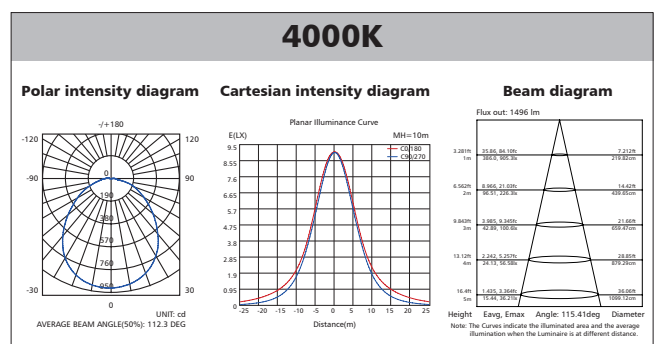 4000K
Polar intensity diagram
Cartesian intensity diagram
Beam diagram
-/+180
-120
120
-90
90
0
190
380
570
760
950
-30
30
0
UNIT: cd
AVERAGE BEAM ANGLE(50%): 112.3 DEG
Planar Illuminance Curve
E(LX)
MH=10m
C0/180
C90/270
9.5
8.55
7.6
6.65
5.7
4.75
3.8
2.85
1.9
0.95
0
-25 -20 -15 -10 -5 0 5 10 15 20 25
Distance(m)
Flux out: 1496 lm
3.281ft 35.86, 84.10fc 7.212ft
1m 386.0, 905.3lx 219.82cm
6.562ft 8.966, 21.03fc 14.42ft
2m 96.51, 226.3lx 439.65cm
9.843ft 3.985, 9.345fc 21.66ft
3m 42.89, 100.6lx 659.47cm
13.12ft 2.242, 5.257fc 28.85ft
4m 24.13, 56.58lx 879.29cm
16.4ft 1.435, 3.364fc 36.06ft
5m 15.44, 36.21lx 1099.12cm
Height Eavg, Emax Angle: 115.41deg Diameter
Note: The Curves indicate the illuminated area and the average
illumination when the Luminaire is at different distance.